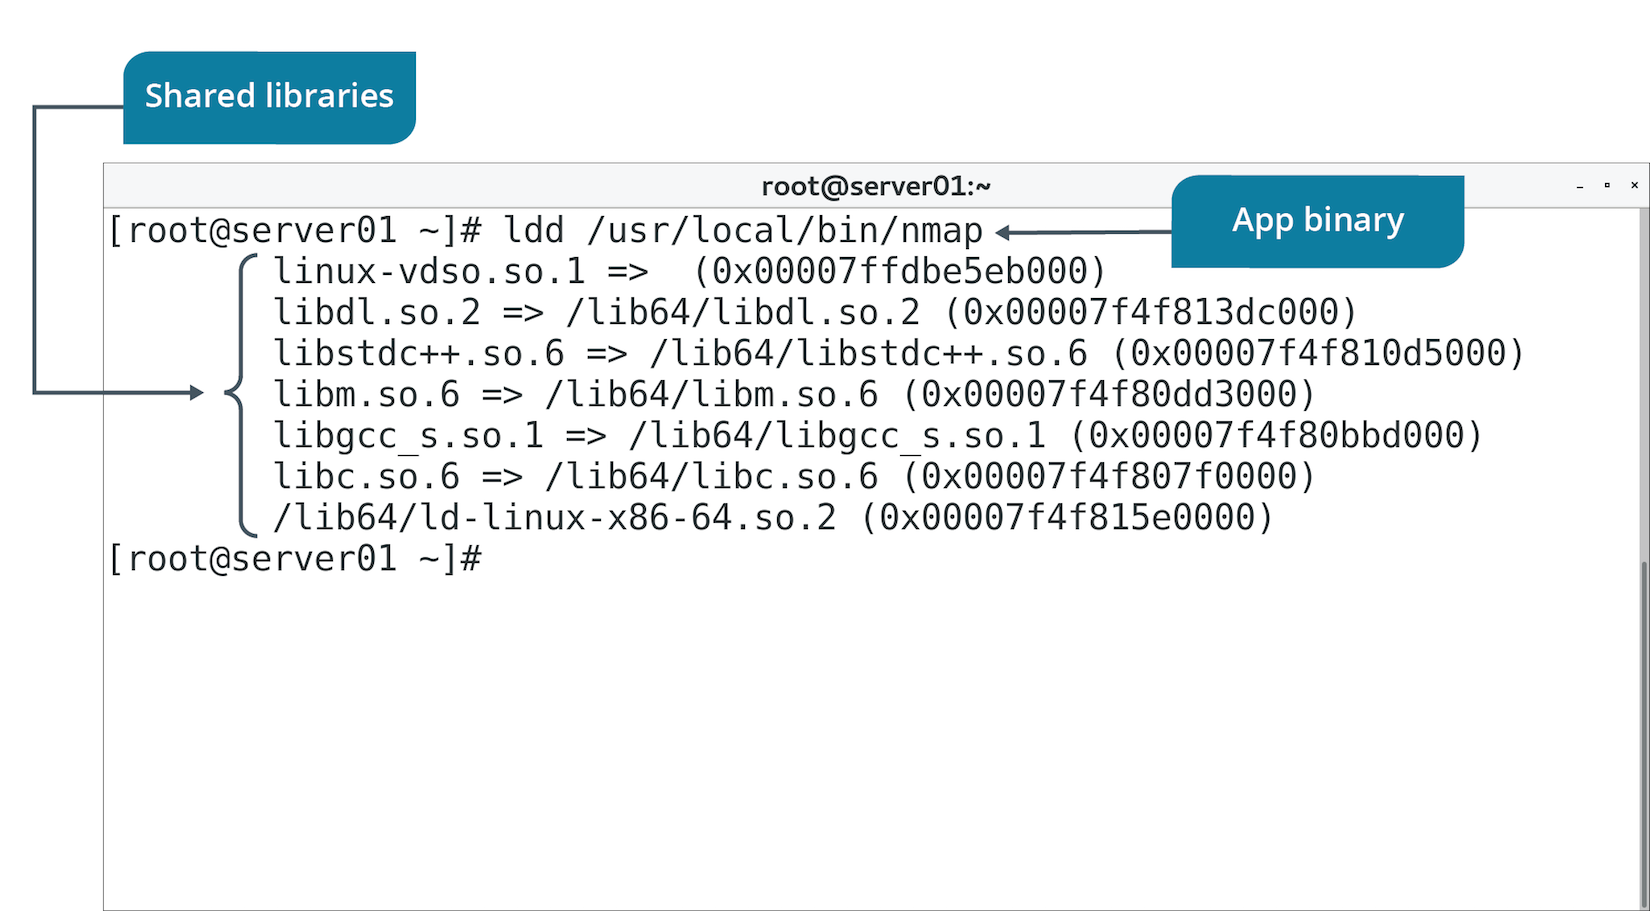 Shared libraries
root@server01:~
App binary
[root@server01 ~]# ldd /usr/local/bin/nmap
linux-vdso.so.1 =>  (0x00007ffdbe5eb000)
libdl.so.2 => /lib64/libdl.so.2 (0x00007f4f813dc000)
libstdc++.so.6 => /lib64/libstdc++.so.6 (0x00007f4f810d5000)
libm.so.6 => /lib64/libm.so.6 (0x00007f4f80dd3000)
libgcc_s.so.1 => /lib64/libgcc_s.so.1 (0x00007f4f80bbd000)
libc.so.6 => /lib64/libc.so.6 (0x00007f4f807f0000)
/lib64/ld-linux-x86-64.so.2 (0x00007f4f815e0000)
[root@server01 ~]#